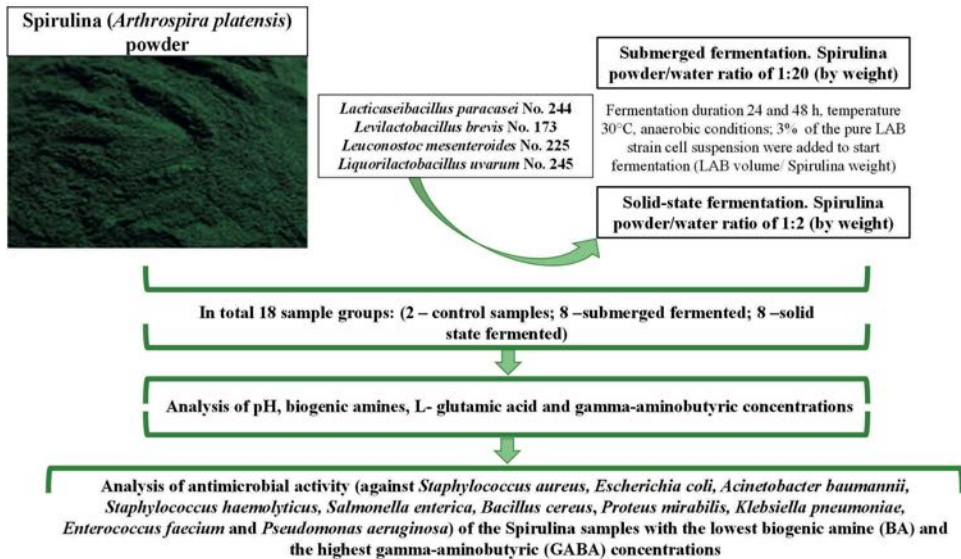 Spirulina (Arthrospira platensis)
powder
Submerged fermentation. Spirulina
powder/water ratio of 1:20 (by weight)
Lacticaseibacillus paracasei No. 244
Levilactobacillus brevis No. 173
Leuconostoc mesenteroides No. 225
Liquorilactobacillus uvarum No. 245
Fermentation duration 24 and 48 h, temperature
30°C, anaerobic conditions; 3% of the pure LAB
strain cell suspension were added to start
fermentation (LAB volume/ Spirulina weight)
Solid-state fermentation. Spirulina
powder/water ratio of 1:2 (by weight)
In total 18 sample groups: (2 – control samples; 8 –submerged fermented; 8 –solid
state fermented)
Analysis of pH, biogenic amines, L- glutamic acid and gamma-aminobutyric concentrations
Analysis of antimicrobial activity (against Staphylococcus aureus, Escherichia coli, Acinetobacter baumannii,
Staphylococcus haemolyticus, Salmonella enterica, Bacillus cereus, Proteus mirabilis, Klebsiella pneumoniae,
Enterococcus faecium and Pseudomonas aeruginosa) of the Spirulina samples with the lowest biogenic amine (BA) and
the highest gamma-aminobutyric (GABA) concentrations